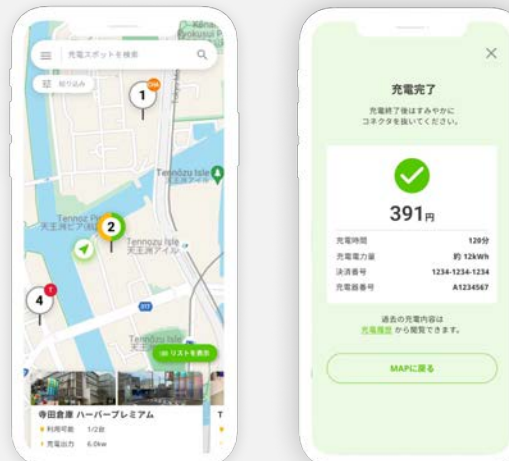 充電スポットを検索
絞り込み
1
Tennōzu Isle
天王洲アイル
2
Tennozu Isle
天王洲アイル
4
T
317
リストを表示
寺田倉庫 ハーバープレミアム
利用可能 1/2台
充電出力 6.0kw
T
充電完了
充電終了後はすみやかに
コネクタを抜いてください。
391円
充電時間 120分
充電電力量 約 12kWh
決済番号 1234-1234-1234
充電器番号 A1234567
過去の充電内容は
充電履歴 から閲覧できます。
MAPに戻る